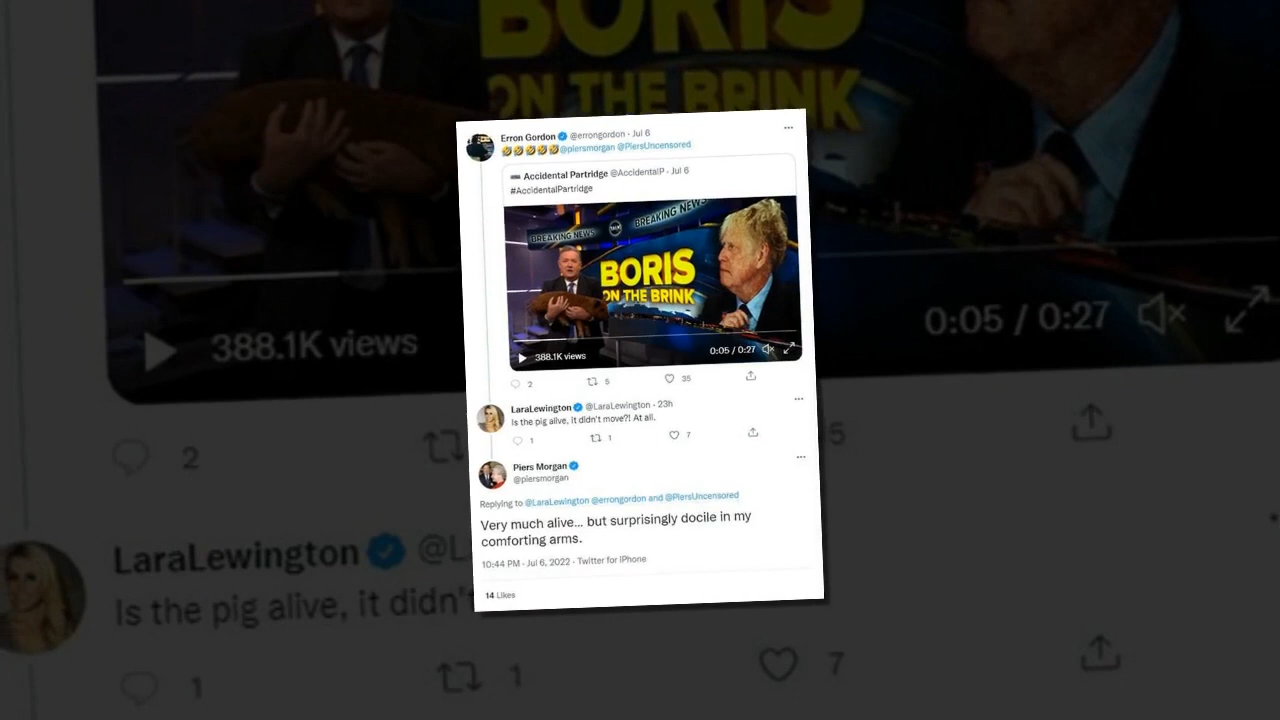 BORIS
ON THE BRINK
Erron Gordon @errongordon · Jul 6
🤣🤣🤣🤣🤣@piersmorgan @PiersUncensored
Accidental Partridge @AccidentalP · Jul 6
#AccidentalPartridge
BREAKING NEWS
TALK
BREAKING NEWS
BORIS
ON THE BRINK
388.1K views
0:05 / 0:27
2
5
35
LaraLewington @LaraLewington · 23h
Is the pig alive, it didn't move?! At all.
1
1
7
Piers Morgan
@piersmorgan
Replying to @LaraLewington @errongordon and @PiersUncensored
Very much alive... but surprisingly docile in my
comforting arms.
10:44 PM · Jul 6, 2022 · Twitter for iPhone
14 Likes
388.1K views
0:05 / 0:27
2
5
LaraLewington @L
Is the pig alive, it didn'
1
1
7